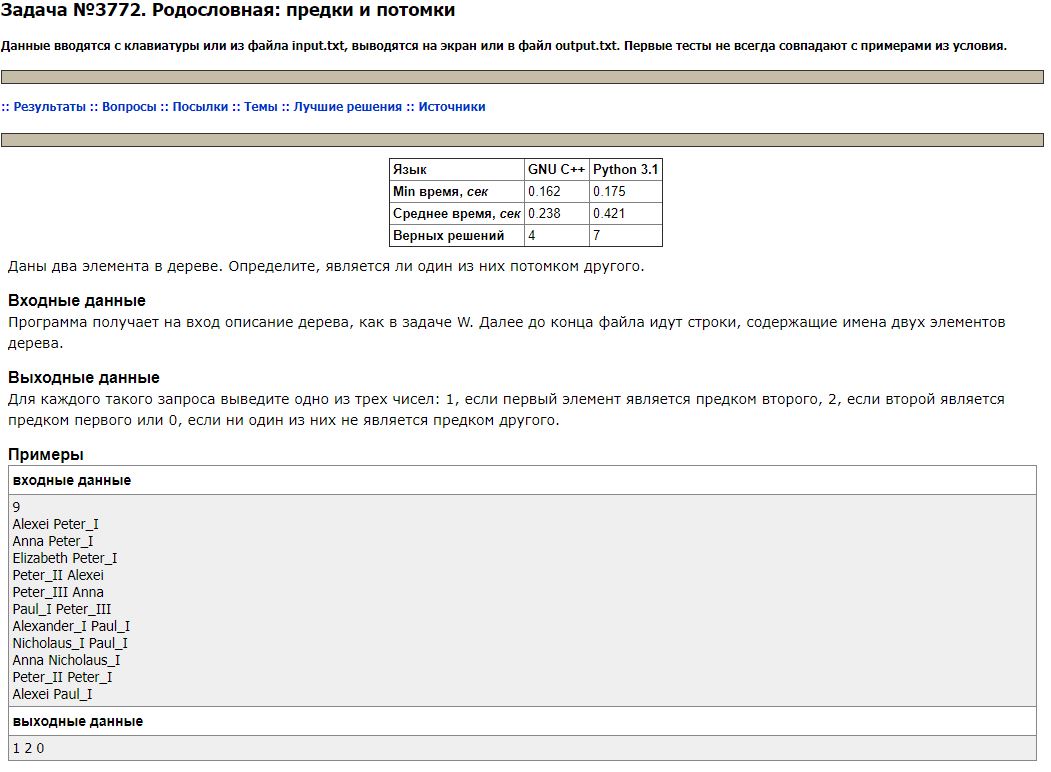 Задача №3772. Родословная: предки и потомки
Данные вводятся с клавиатуры или из файла input.txt, выводятся на экран или в файл output.txt. Первые тесты не всегда совпадают с примерами из условия.
:: Результаты :: Вопросы :: Посылки :: Темы :: Лучшие решения :: Источники
Язык GNU C++ Python 3.1
Min время, сек 0.162 0.175
Среднее время, сек 0.238 0.421
Верных решений 4 7
Даны два элемента в дереве. Определите, является ли один из них потомком другого.
Входные данные
Программа получает на вход описание дерева, как в задаче W. Далее до конца файла идут строки, содержащие имена двух элементов
дерева.
Выходные данные
Для каждого такого запроса выведите одно из трех чисел: 1, если первый элемент является предком второго, 2, если второй является
предком первого или 0, если ни один из них не является предком другого.
Примеры
входные данные
9
Alexei Peter_I
Anna Peter_I
Elizabeth Peter_I
Peter_II Alexei
Peter_III Anna
Paul_I Peter_III
Alexander_I Paul_I
Nicholaus_I Paul_I
Anna Nicholaus_I
Peter_II Peter_I
Alexei Paul_I
выходные данные
1 2 0